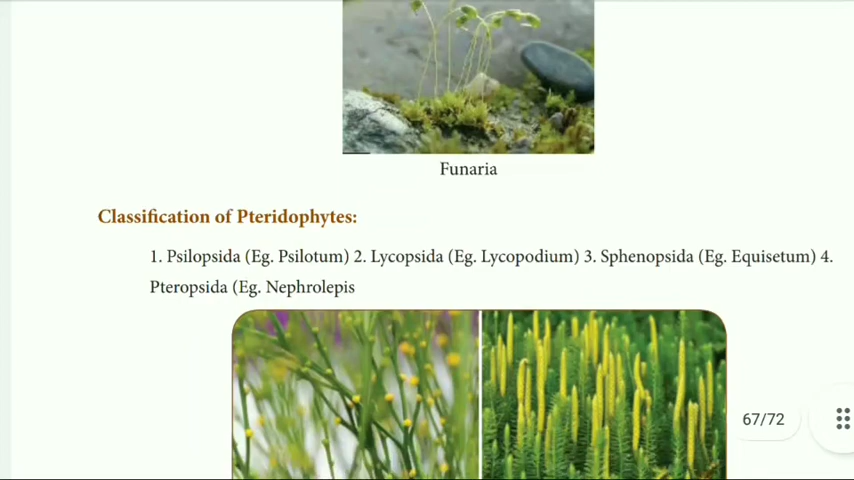 Funaria
Classification of Pteridophytes:
1. Psilopsida (Eg. Psilotum) 2. Lycopsida (Eg. Lycopodium) 3. Sphenopsida (Eg. Equisetum) 4.
Pteropsida (Eg. Nephrolepis
67/72